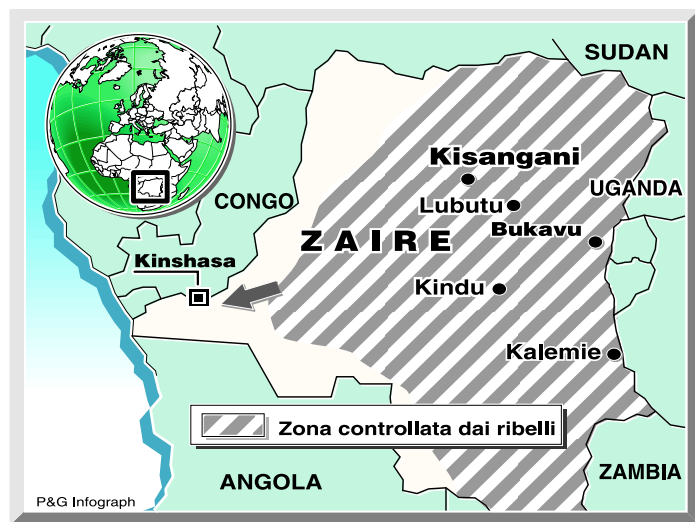 SUDAN
Kisangani
UGANDA
CONGO
Lubutu
Bukavu
ZAIRE
Kinshasa
Kindu
Kalemie
Zona controllata dai ribelli
ANGOLA
ZAMBIA
P&G Infograph